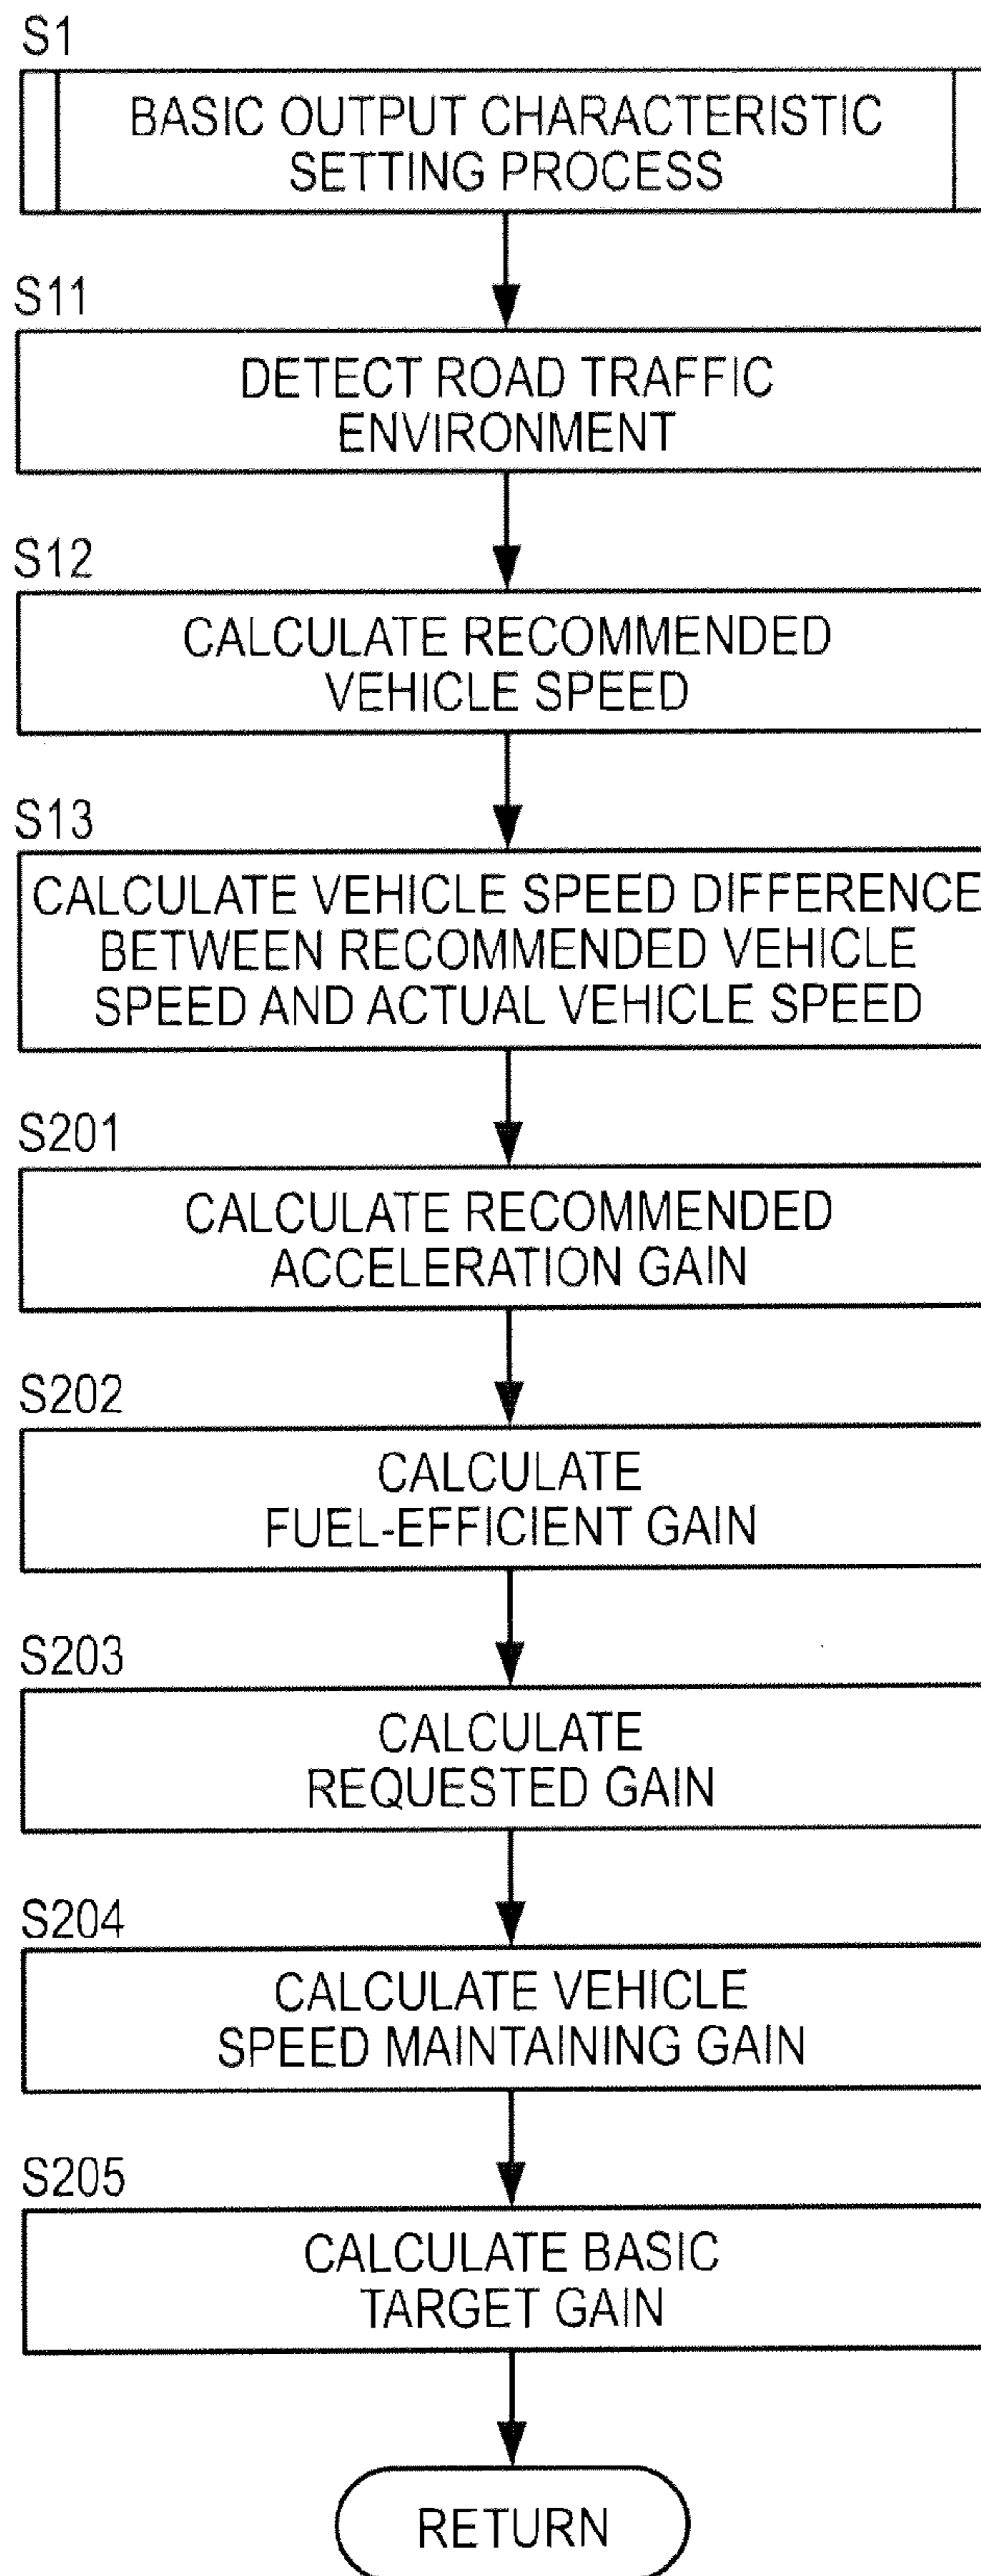 S1
BASIC OUTPUT CHARACTERISTIC
SETTING PROCESS
S11
DETECT ROAD TRAFFIC
ENVIRONMENT
S12
CALCULATE RECOMMENDED
VEHICLE SPEED
S13
CALCULATE VEHICLE SPEED DIFFERENCE
BETWEEN RECOMMENDED VEHICLE
SPEED AND ACTUAL VEHICLE SPEED
S201
CALCULATE RECOMMENDED
ACCELERATION GAIN
S202
CALCULATE
FUEL-EFFICIENT GAIN
S203
CALCULATE
REQUESTED GAIN
S204
CALCULATE VEHICLE
SPEED MAINTAINING GAIN
S205
CALCULATE BASIC
TARGET GAIN
RETURN